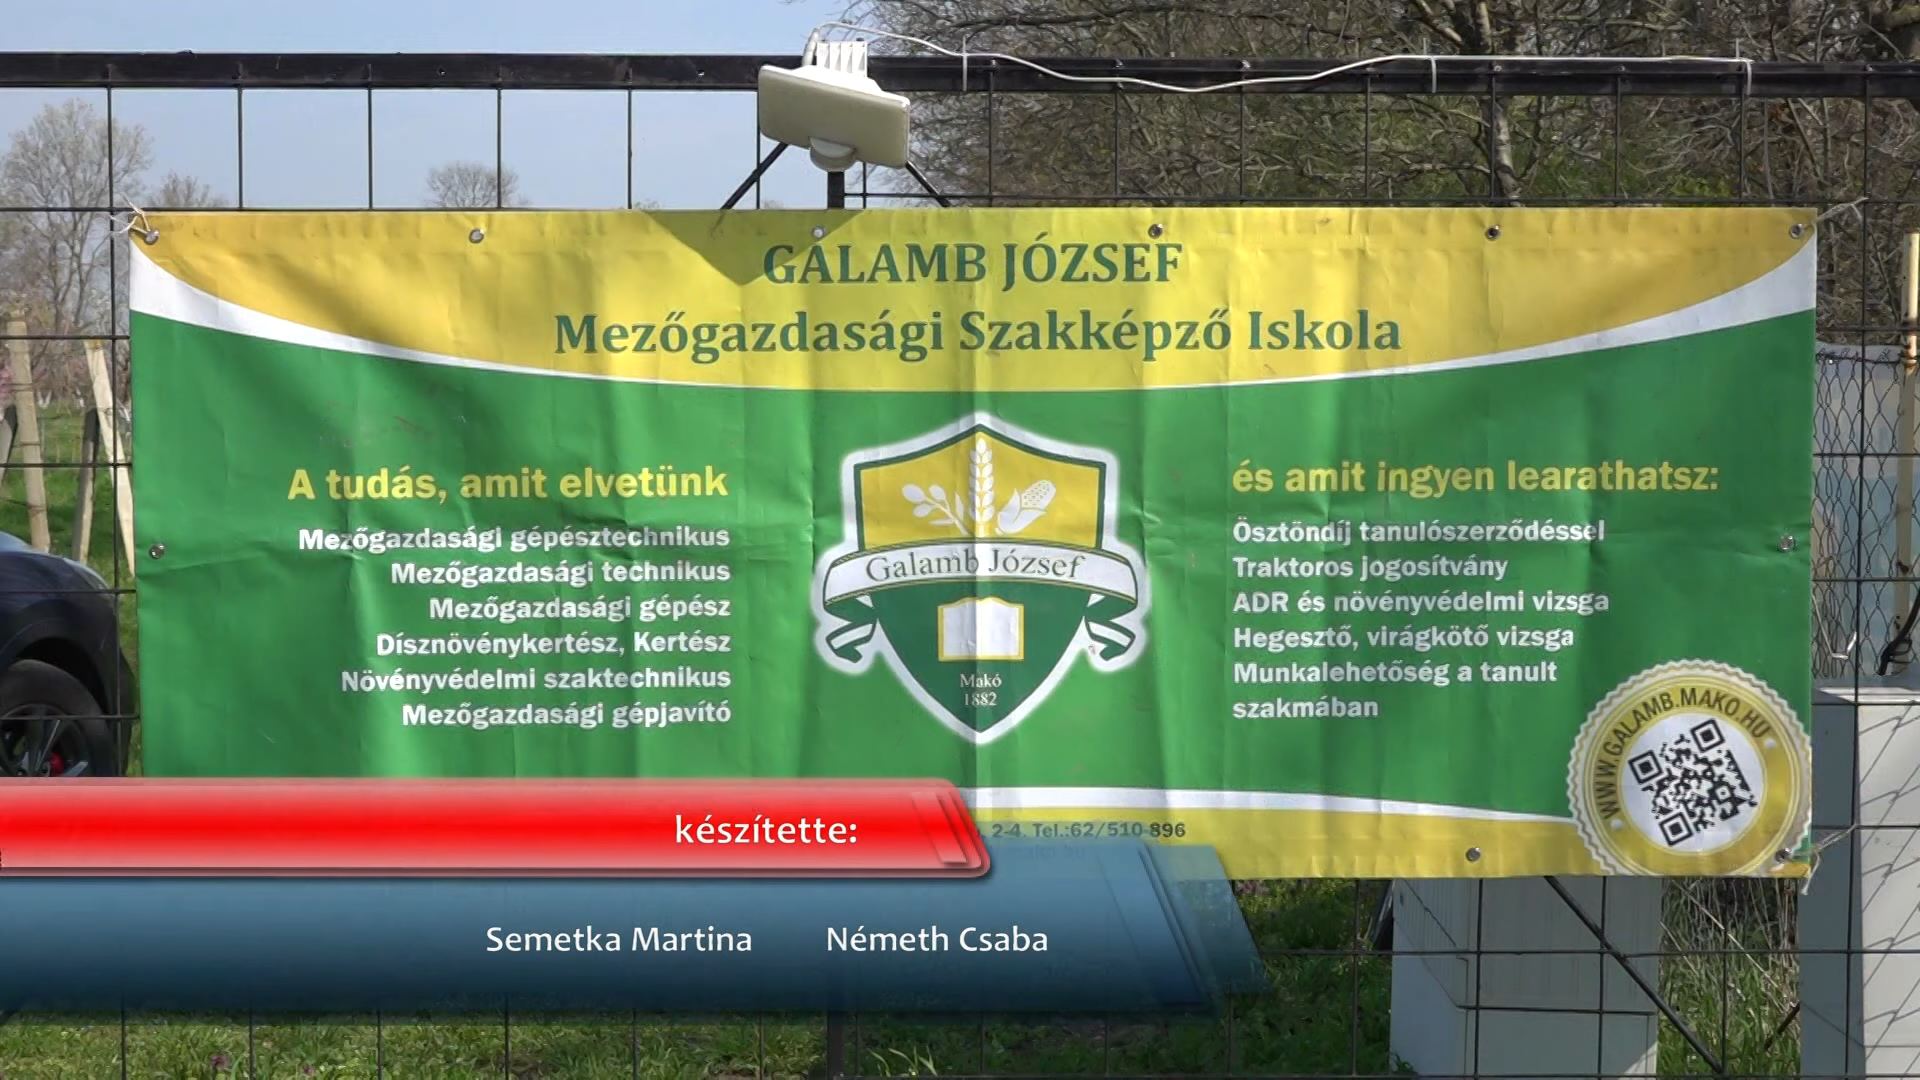 GALAMB JÓZSEF
Mezőgazdasági Szakképző Iskola
A tudás, amit elvetünk
Mezőgazdasági gépésztechnikus
Mezőgazdasági technikus
Mezőgazdasági gépész
Dísznövénykertész, Kertész
Növényvédelmi szaktechnikus
Mezőgazdasági gépjavító
Galamb József
Makó
1882
és amit ingyen learathatsz:
Ösztöndíj tanulószerződéssel
Traktoros jogosítvány
ADR és növényvédelmi vizsga
Hegesztő, virágkötő vizsga
Munkalehetőség a tanult
szakmában
WWW.GALAMB.MAKO.HU
2-4. Tel.:62/510-896
készítette:
Semetka Martina Németh Csaba